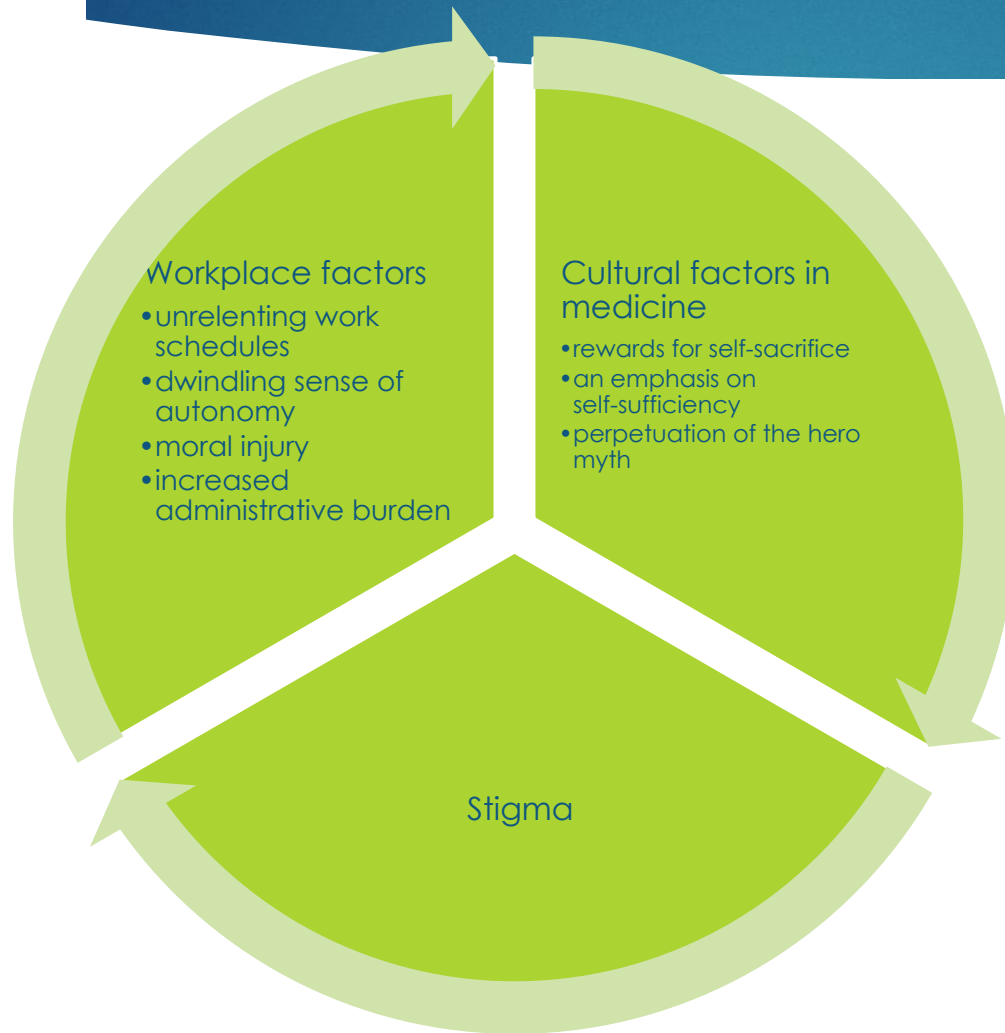 Workplace factors
•unrelenting work
schedules
•dwindling sense of
autonomy
•moral injury
•increased
administrative burden
Cultural factors in
medicine
•rewards for self-sacrifice
•an emphasis on
self-sufficiency
•perpetuation of the hero
myth
Stigma